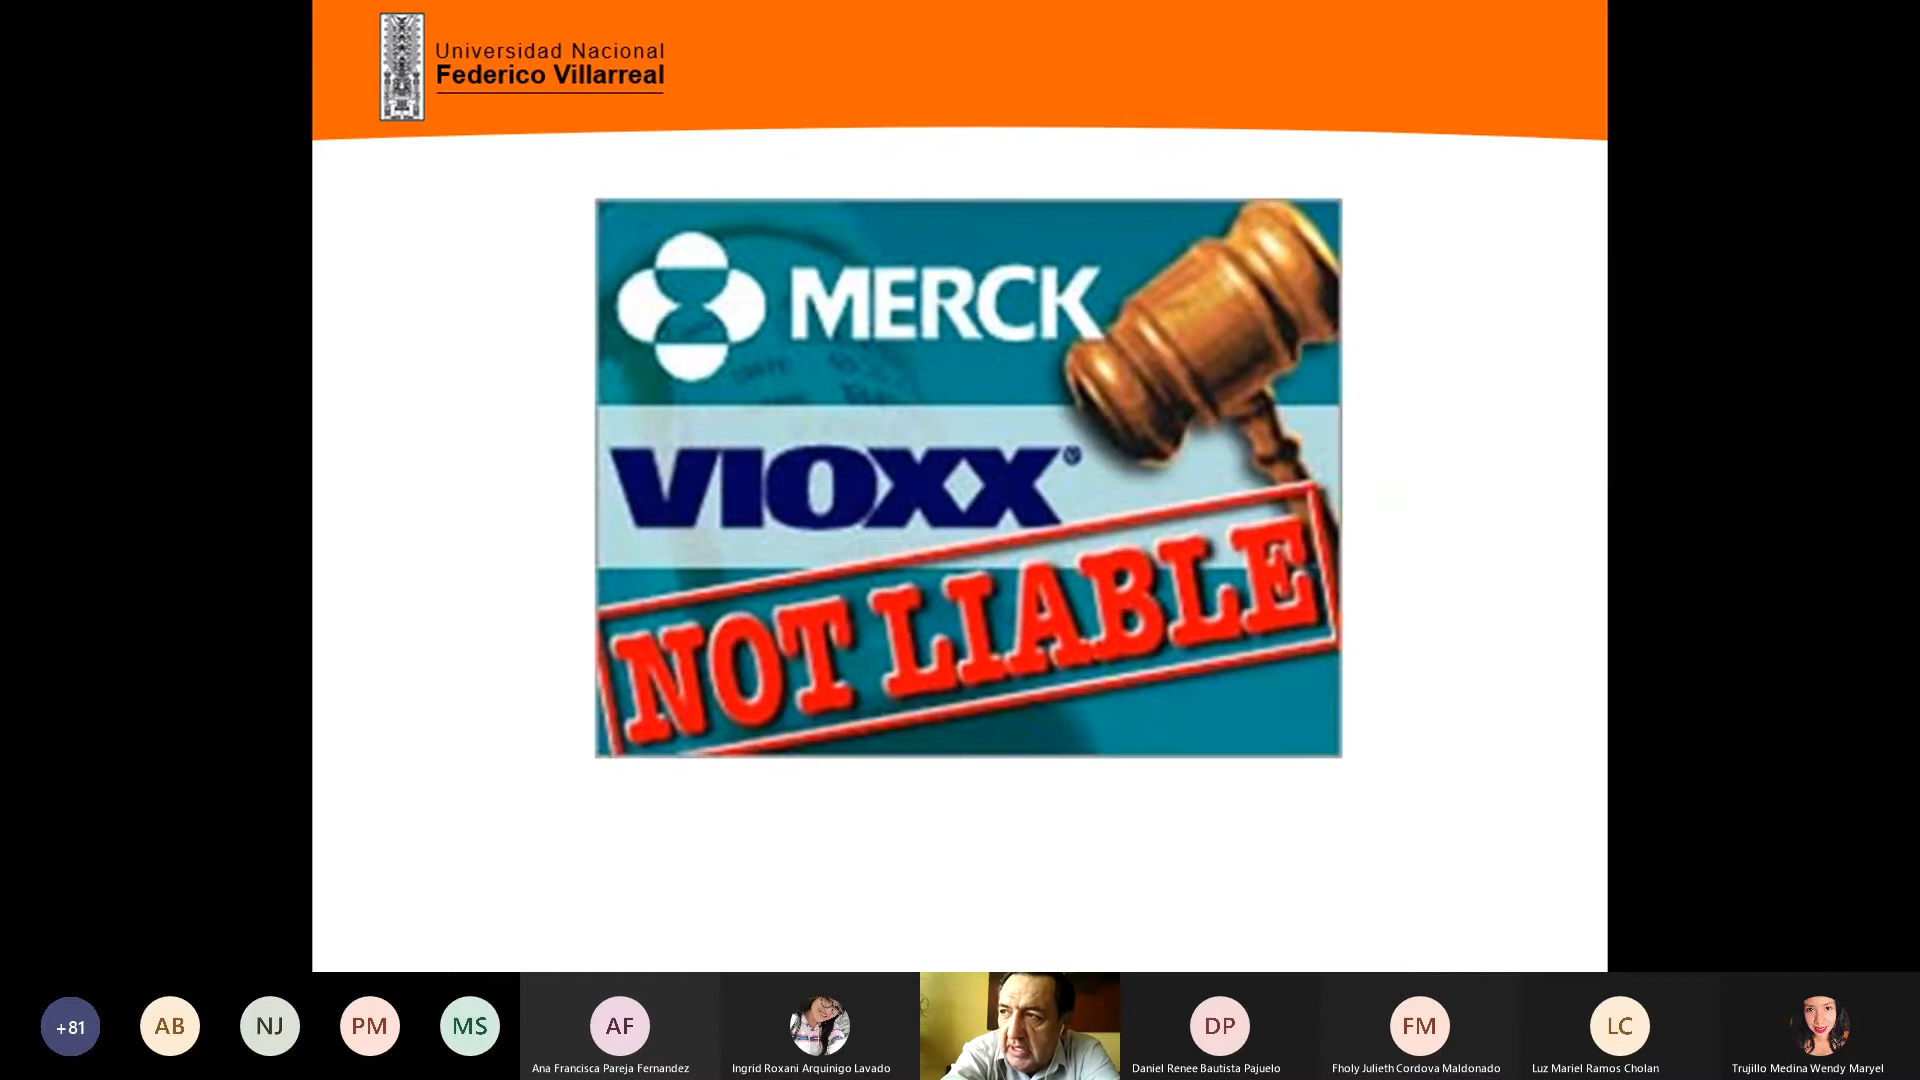 Universidad Nacional
Federico Villarreal
MERCK
VIOXX®
NOT LIABLE
+81
AB
NJ
PM
MS
AF
DP
FM
LC
Ana Francisca Pareja Fernandez
Ingrid Roxani Arquinigo Lavado
Daniel Renee Bautista Pajuelo
Fholy Julieth Cordova Maldonado
Luz Mariel Ramos Cholan
Trujillo Medina Wendy Maryel